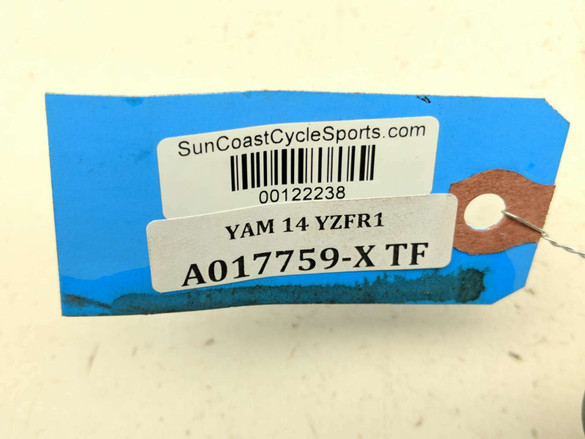 SunCoastCycleSports.com
00122238
YAM 14 YZFR1
A017759-X TF